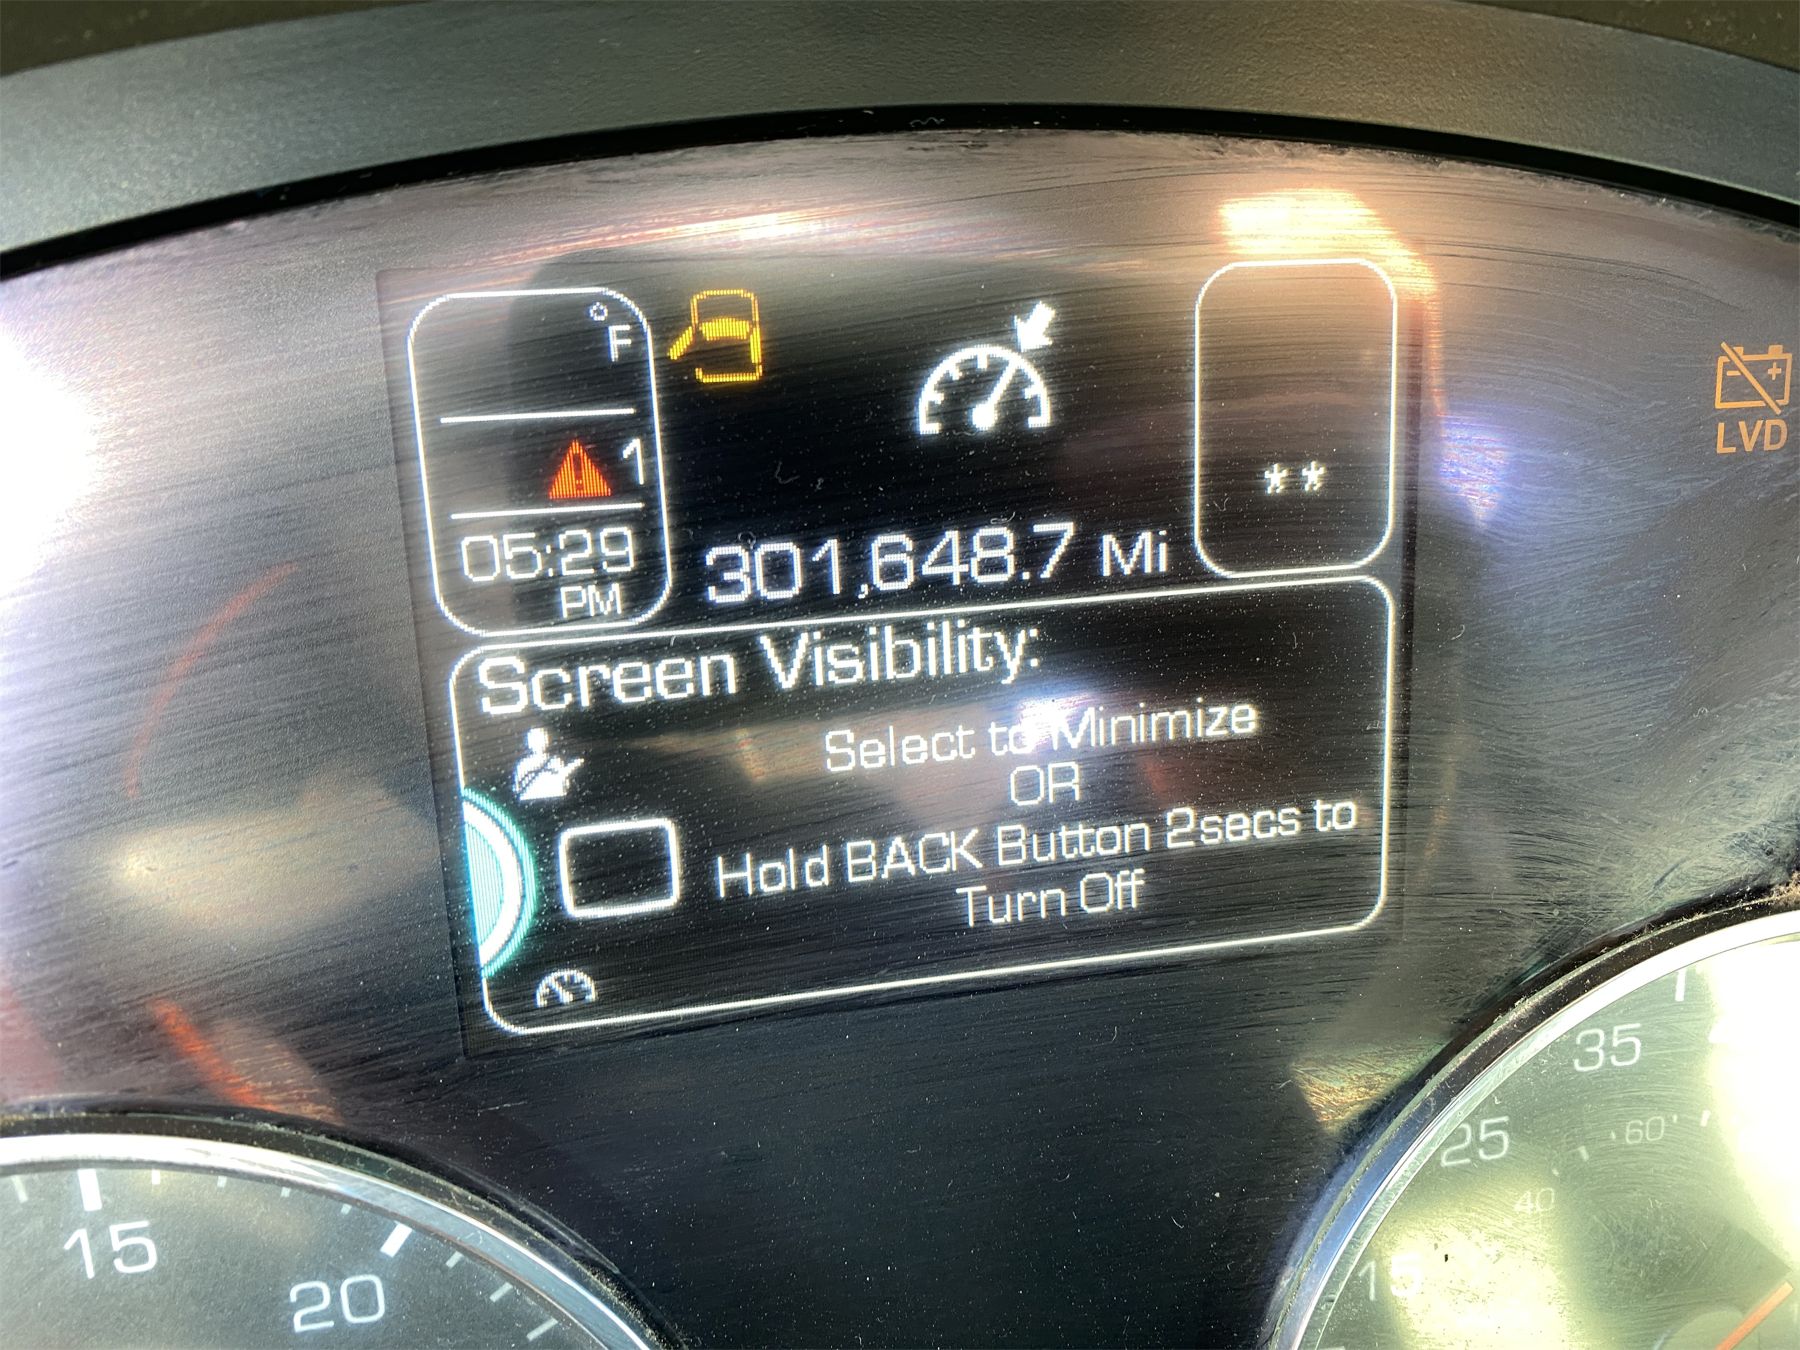 °F
1
05:29
PM
301,648.7 Mi
**
LVD
Screen Visibility:
Select to Minimize
OR
Hold BACK Button 2secs to
Turn Off
15
20
35
25
60
40
15